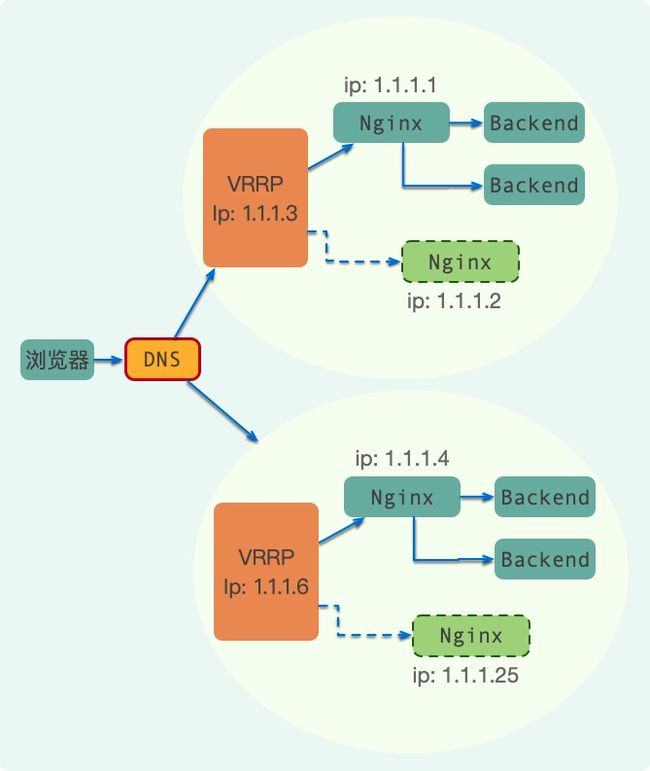 ip: 1.1.1.1
Nginx
Backend
VRRP
Ip: 1.1.1.3
Backend
Nginx
ip: 1.1.1.2
浏览器
DNS
ip: 1.1.1.4
Nginx
Backend
VRRP
Ip: 1.1.1.6
Backend
Nginx
ip: 1.1.1.25